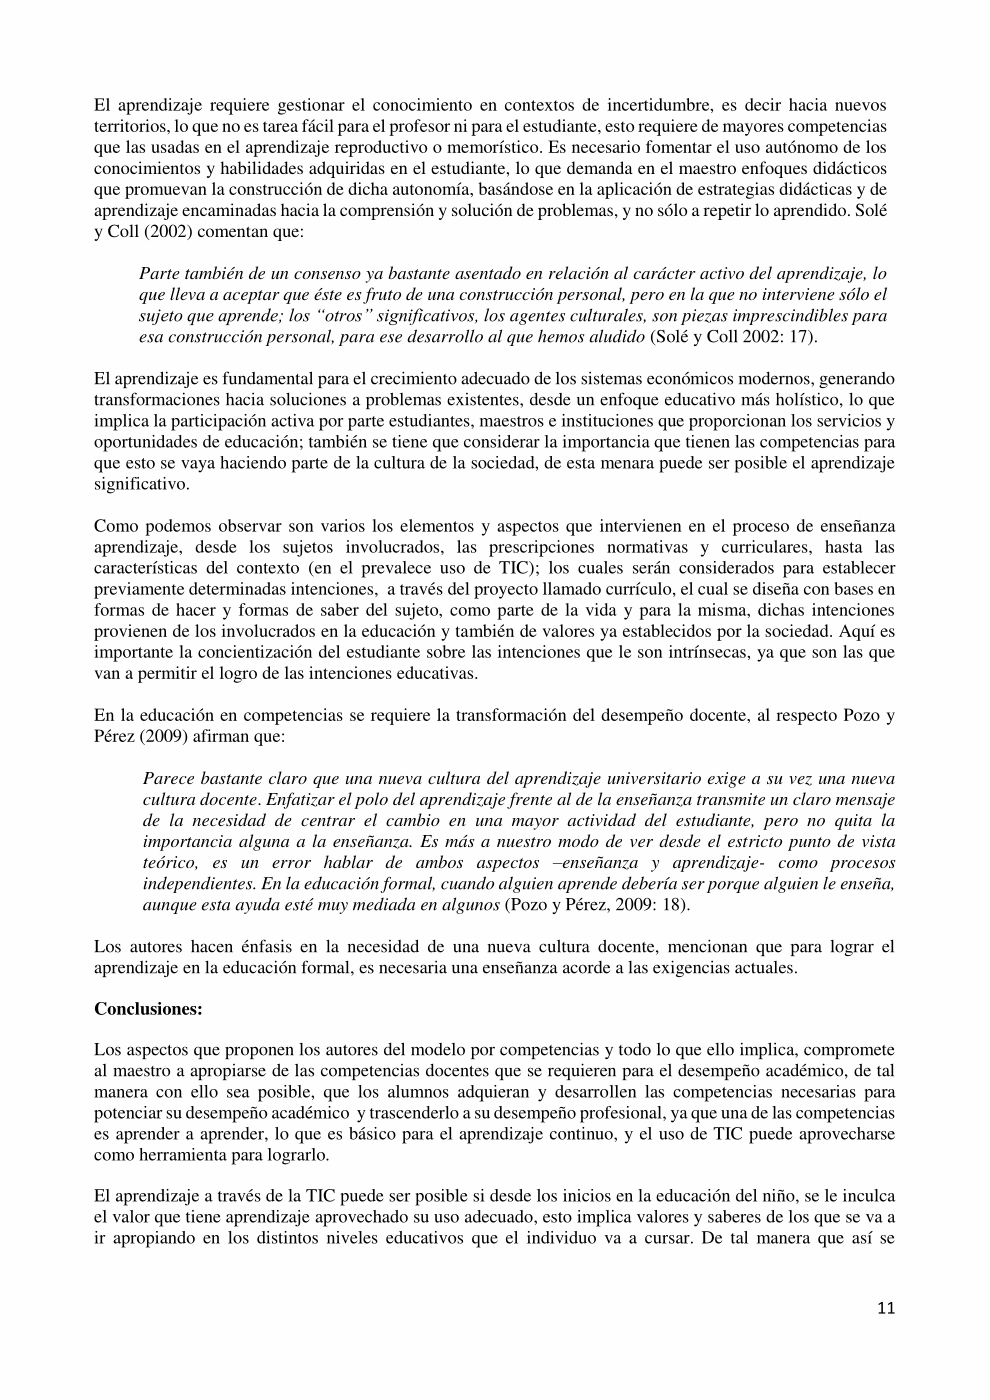 El aprendizaje requiere gestionar el conocimiento en contextos de incertidumbre, es decir hacia nuevos
territorios, lo que no es tarea fácil para el profesor ni para el estudiante, esto requiere de mayores competencias
que las usadas en el aprendizaje reproductivo o memorístico. Es necesario fomentar el uso autónomo de los
conocimientos y habilidades adquiridas en el estudiante, lo que demanda en el maestro enfoques didácticos
que promuevan la construcción de dicha autonomía, basándose en la aplicación de estrategias didácticas y de
aprendizaje encaminadas hacia la comprensión y solución de problemas, y no sólo a repetir lo aprendido. Solé
y Coll (2002) comentan que:
Parte también de un consenso ya bastante asentado en relación al carácter activo del aprendizaje, lo
que lleva a aceptar que éste es fruto de una construcción personal, pero en la que no interviene sólo el
sujeto que aprende; los “otros” significativos, los agentes culturales, son piezas imprescindibles para
esa construcción personal, para ese desarrollo al que hemos aludido (Solé y Coll 2002: 17).
El aprendizaje es fundamental para el crecimiento adecuado de los sistemas económicos modernos, generando
transformaciones hacia soluciones a problemas existentes, desde un enfoque educativo más holístico, lo que
implica la participación activa por parte estudiantes, maestros e instituciones que proporcionan los servicios y
oportunidades de educación; también se tiene que considerar la importancia que tienen las competencias para
que esto se vaya haciendo parte de la cultura de la sociedad, de esta menara puede ser posible el aprendizaje
significativo.
Como podemos observar son varios los elementos y aspectos que intervienen en el proceso de enseñanza
aprendizaje, desde los sujetos involucrados, las prescripciones normativas y curriculares, hasta las
características del contexto (en el prevalece uso de TIC); los cuales serán considerados para establecer
previamente determinadas intenciones, a través del proyecto llamado currículo, el cual se diseña con bases en
formas de hacer y formas de saber del sujeto, como parte de la vida y para la misma, dichas intenciones
provienen de los involucrados en la educación y también de valores ya establecidos por la sociedad. Aquí es
importante la concientización del estudiante sobre las intenciones que le son intrínsecas, ya que son las que
van a permitir el logro de las intenciones educativas.
En la educación en competencias se requiere la transformación del desempeño docente, al respecto Pozo y
Pérez (2009) afirman que:
Parece bastante claro que una nueva cultura del aprendizaje universitario exige a su vez una nueva
cultura docente. Enfatizar el polo del aprendizaje frente al de la enseñanza transmite un claro mensaje
de la necesidad de centrar el cambio en una mayor actividad del estudiante, pero no quita la
importancia alguna a la enseñanza. Es más a nuestro modo de ver desde el estricto punto de vista
teórico, es un error hablar de ambos aspectos –enseñanza y aprendizaje- como procesos
independientes. En la educación formal, cuando alguien aprende debería ser porque alguien le enseña,
aunque esta ayuda esté muy mediada en algunos (Pozo y Pérez, 2009: 18).
Los autores hacen énfasis en la necesidad de una nueva cultura docente, mencionan que para lograr el
aprendizaje en la educación formal, es necesaria una enseñanza acorde a las exigencias actuales.
Conclusiones:
Los aspectos que proponen los autores del modelo por competencias y todo lo que ello implica, compromete
al maestro a apropiarse de las competencias docentes que se requieren para el desempeño académico, de tal
manera con ello sea posible, que los alumnos adquieran y desarrollen las competencias necesarias para
potenciar su desempeño académico y trascenderlo a su desempeño profesional, ya que una de las competencias
es aprender a aprender, lo que es básico para el aprendizaje continuo, y el uso de TIC puede aprovecharse
como herramienta para lograrlo.
El aprendizaje a través de la TIC puede ser posible si desde los inicios en la educación del niño, se le inculca
el valor que tiene aprendizaje aprovechado su uso adecuado, esto implica valores y saberes de los que se va a
ir apropiando en los distintos niveles educativos que el individuo va a cursar. De tal manera que así se
11